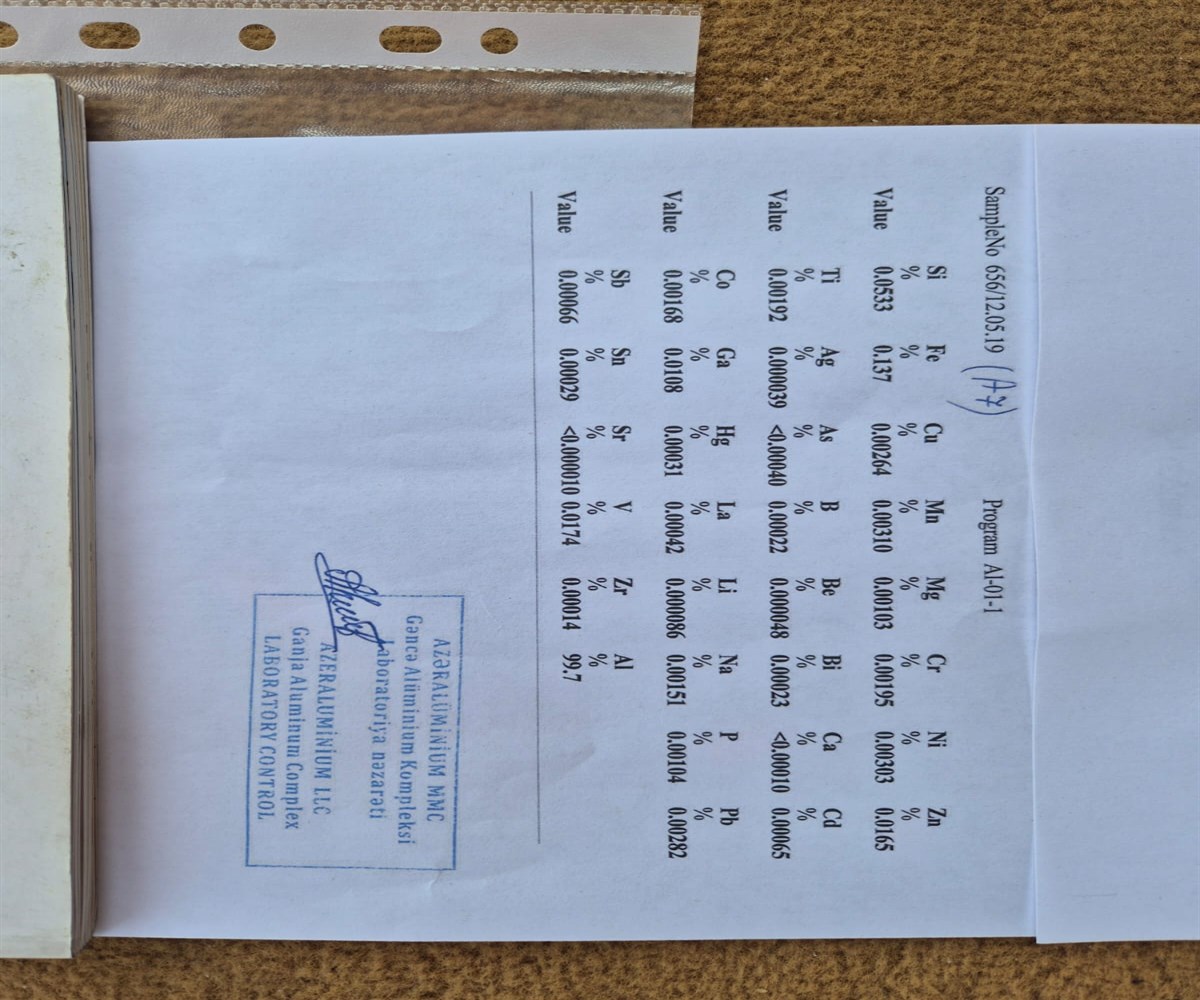 SampleNo 656/12.05.19 (A7) Program Al-01-1
Si Fe Cu Mn Mg Cr Ni Zn
% % % % % % % %
Value 0.0533 0.137 0.00264 0.00310 0.00103 0.00195 0.00303 0.0165
Ti Ag As B Be Bi Ca Cd
% % % % % % % %
Value 0.00192 0.000039 <0.00040 0.00022 0.000048 0.00023 <0.00010 0.00065
Co Ga Hg La Li Na P Pb
% % % % % % % %
Value 0.00168 0.0108 0.00031 0.00042 0.000086 0.00151 0.00104 0.00282
Sb Sn Sr V Zr Al
% % % % % %
Value 0.00066 0.00029 <0.000010 0.0174 0.00014 99.7
AZƏRALÜMİNİUM MMC
Gəncə Alüminium Kompleksi
Laboratoriya nəzarəti
AZERALUMİNİUM LLC
Ganja Aluminum Complex
LABORATORY CONTROL